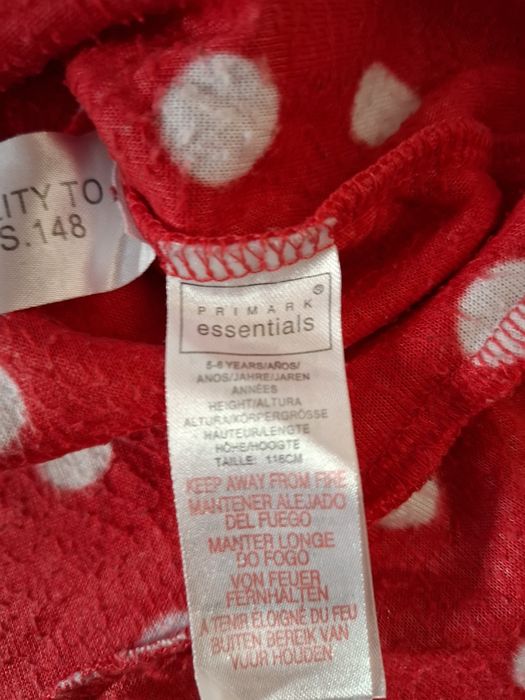 LITY TO
S.148
PRIMARK®
essentials
5-6 YEARS/AÑOS/
ANOS/JAHRE/JAREN
ANNÉES
HEIGHT/ALTURA
ALTURA/KÖRPERGRÖSSE
HAUTEUR/LENGTE
HÖHE/HOOGTE
TAILLE: 116CM
KEEP AWAY FROM FIRE
MANTENER ALEJADO
DEL FUEGO
MANTER LONGE
DO FOGO
VON FEUER
FERNHALTEN
A TENIR ÉLOIGNÉ DU FEU
BUITEN BEREIK VAN
VUUR HOUDEN